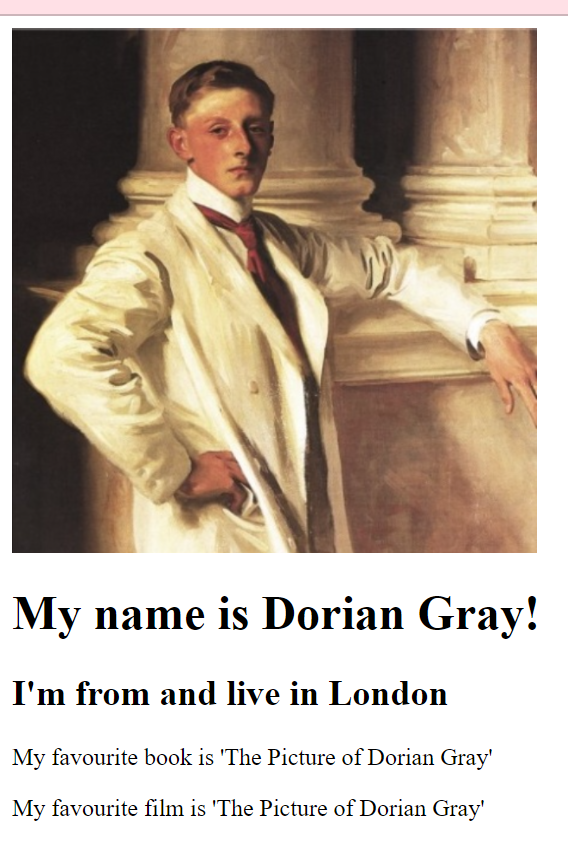 My name is Dorian Gray!
I'm from and live in London
My favourite book is 'The Picture of Dorian Gray'
My favourite film is 'The Picture of Dorian Gray'